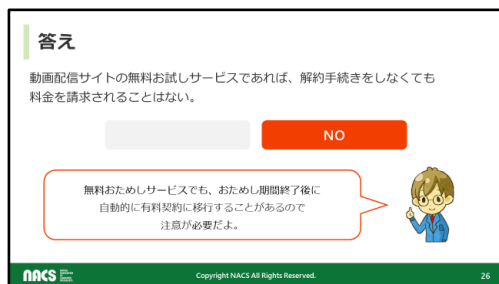 答え
動画配信サイトの無料お試しサービスであれば、解約手続きをしなくても
料金を請求されることはない。
NO
無料おためしサービスでも、おためし期間終了後に
自動的に有料契約に移行することがあるので
注意が必要だよ。
NACS
Copyright NACS All Rights Reserved.
26